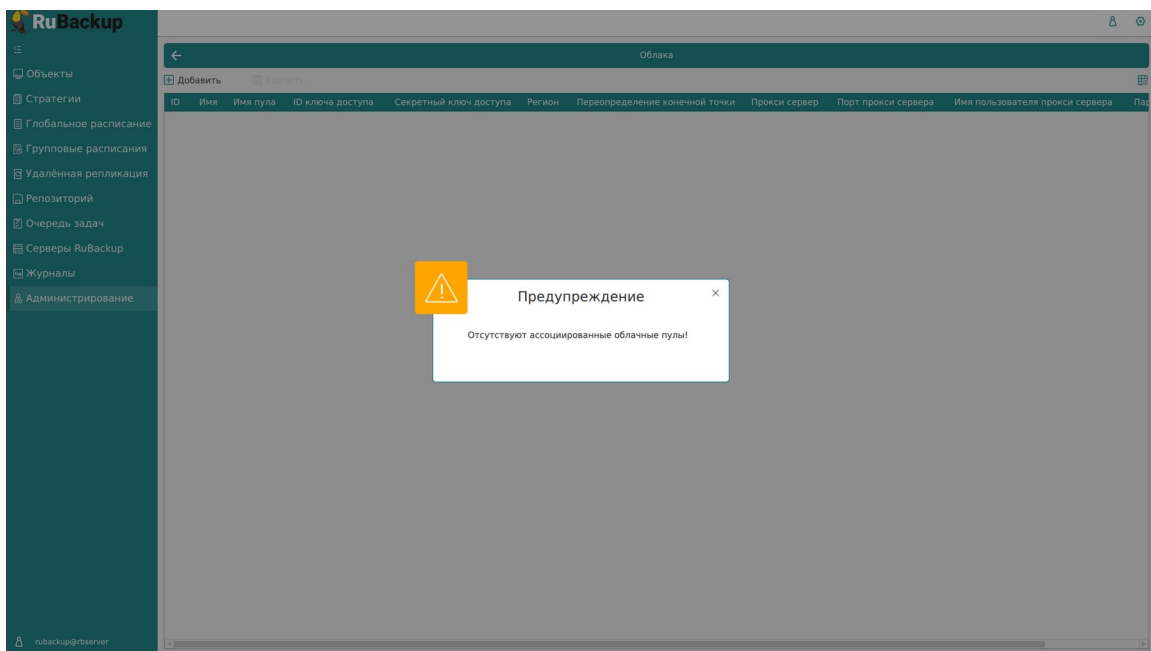 RuBackup
Облака
Объекты
Добавить Удалить
Стратегии
ID Имя Имя пула ID ключа доступа Секретный ключ доступа Регион Переопределение конечной точки Прокси сервер Порт прокси сервера Имя пользователя прокси сервера Пар
Глобальное расписание
Групповые расписания
Удалённая репликация
Репозиторий
Очередь задач
Серверы RuBackup
Журналы
Администрирование
Предупреждение
Отсутствуют ассоциированные облачные пулы!
rubackup@rbserver